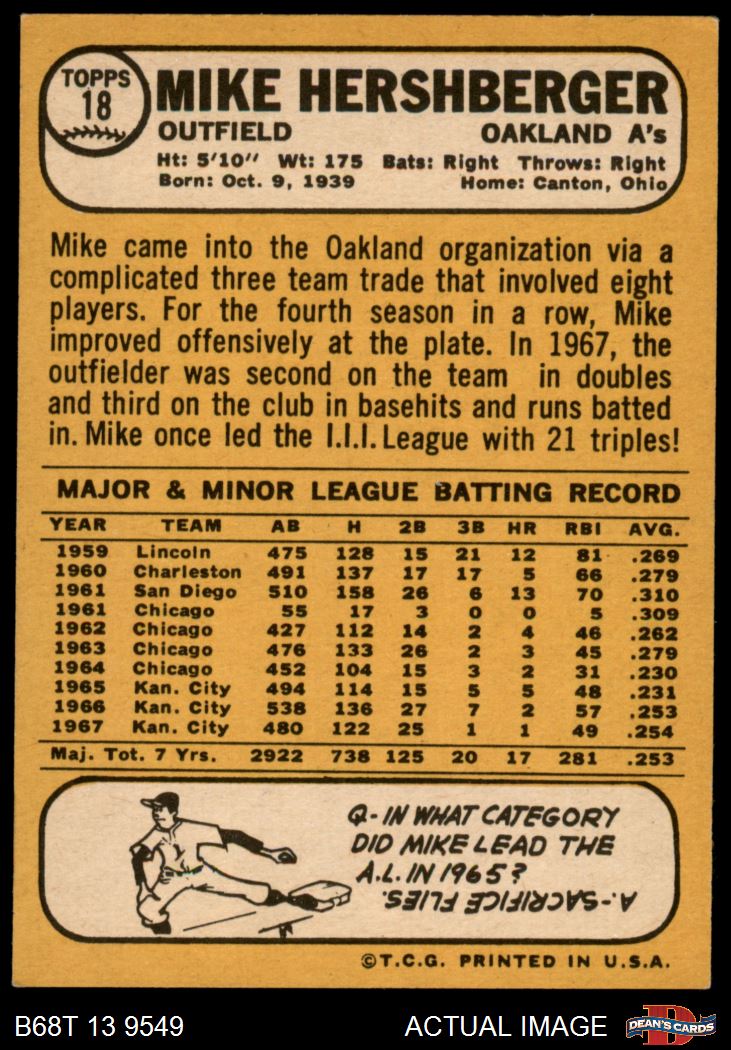 TOPPS
18
MIKE HERSHBERGER
OUTFIELD OAKLAND A's
Ht: 5'10" Wt: 175 Bats: Right Throws: Right
Born: Oct. 9, 1939 Home: Canton, Ohio
Mike came into the Oakland organization via a
complicated three team trade that involved eight
players. For the fourth season in a row, Mike
improved offensively at the plate. In 1967, the
outfielder was second on the team in doubles
and third on the club in basehits and runs batted
in. Mike once led the I.I.I. League with 21 triples!
MAJOR & MINOR LEAGUE BATTING RECORD
YEAR TEAM AB H 2B 3B HR RBI AVG.
1959 Lincoln 475 128 15 21 12 81 .269
1960 Charleston 491 137 17 17 5 66 .279
1961 San Diego 510 158 26 6 13 70 .310
1961 Chicago 55 17 3 0 0 5 .309
1962 Chicago 427 112 14 2 4 46 .262
1963 Chicago 476 133 26 2 3 45 .279
1964 Chicago 452 104 15 3 2 31 .230
1965 Kan. City 494 114 15 5 5 48 .231
1966 Kan. City 538 136 27 7 2 57 .253
1967 Kan. City 480 122 25 1 1 49 .254
Maj. Tot. 7 Yrs. 2922 738 125 20 17 281 .253
Q-IN WHAT CATEGORY
DID MIKE LEAD THE
A.L. IN 1965?
A-SACRIFICE FLIES.
©T.C.G. PRINTED IN U.S.A.
B68T 13 9549 ACTUAL IMAGE
D
DEAN'S CARDS